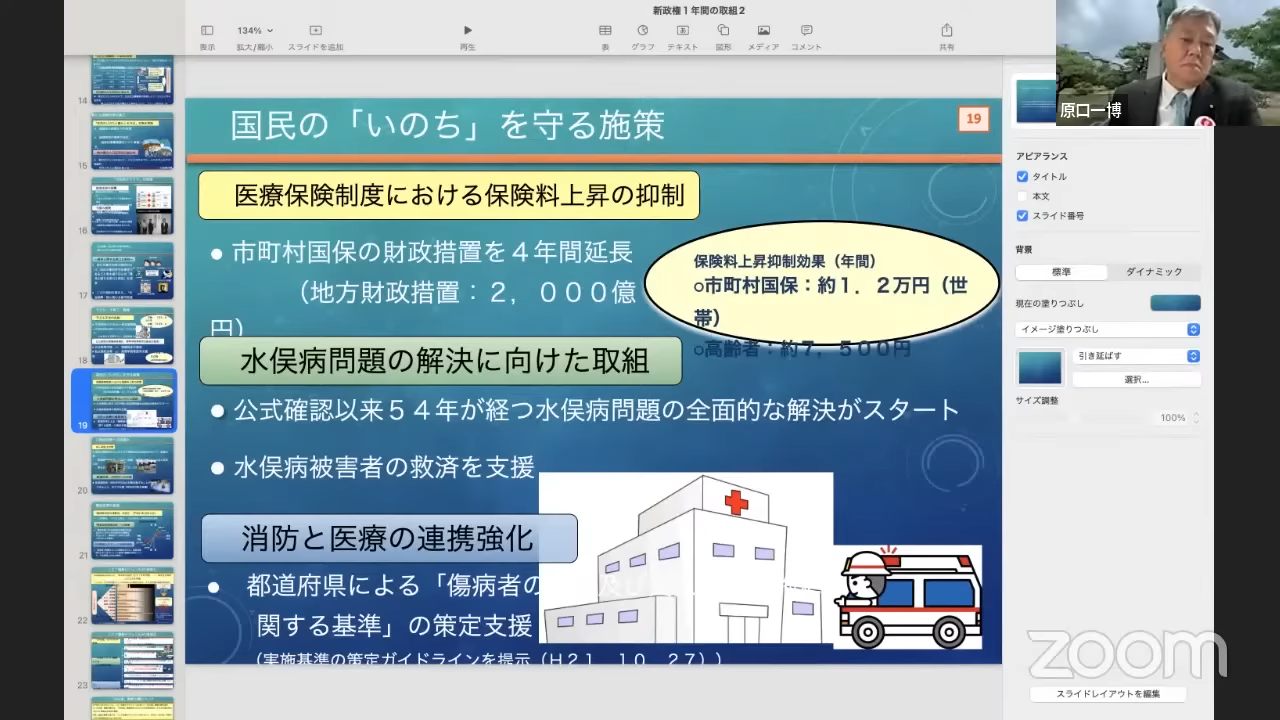 新政権１年間の取組2
134%
表示
拡大/縮小
スライドを追加
再生
表
グラフ
テキスト
図形
メディア
コメント
共有
原口一博
14
15
16
17
18
19
20
21
22
23
国民の「いのち」を守る施策
19
医療保険制度における保険料上昇の抑制
● 市町村国保の財政措置を４年間延長
（地方財政措置：２，０００億
円）
保険料上昇抑制効果（年間）
○市町村国保：約１．２万円（世
帯）
○高齢者：約７，５００円
水俣病問題の解決に向けた取組
● 公式確認以来５４年が経つ水俣病問題の全面的な解決がスタート
● 水俣病被害者の救済を支援
消防と医療の連携強化
● 都道府県による「傷病者の
関する基準」の策定支援
（実施基準の策定ガイドラインを提示（Ｈ２１．１０．２７））
アピアランス
タイトル
本文
スライド番号
背景
標準
ダイナミック
現在の塗りつぶし
イメージ塗りつぶし
引き延ばす
選択...
サイズ調整
100%
スライドレイアウトを編集
zoom